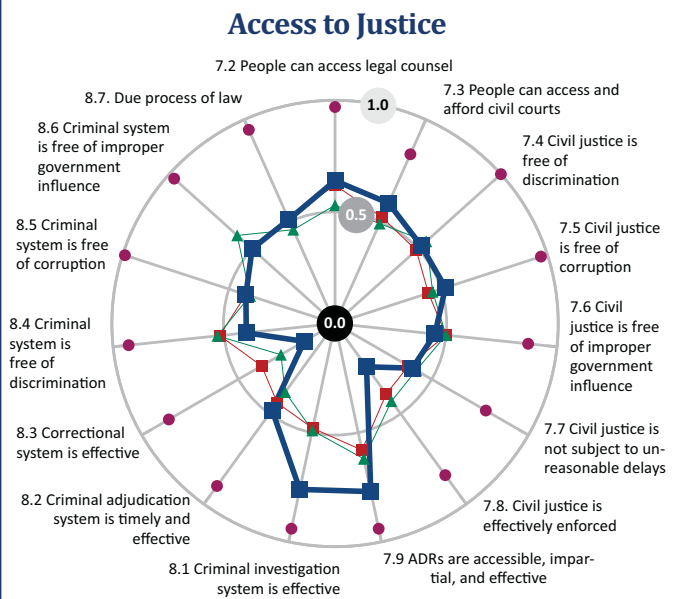 Access to Justice
7.2 People can access legal counsel
7.3 People can access and
afford civil courts
7.4 Civil justice is
free of
discrimination
7.5 Civil justice
is free of
corruption
7.6 Civil
justice is free
of improper
government
influence
7.7 Civil justice is
not subject to un-
reasonable delays
7.8. Civil justice is
effectively enforced
7.9 ADRs are accessible, impar-
tial, and effective
8.1 Criminal investigation
system is effective
8.2 Criminal adjudication
system is timely and
effective
8.3 Correctional
system is effective
8.4 Criminal
system is
free of
discrimination
8.5 Criminal
system is free
of corruption
8.6 Criminal system
is free of improper
government
influence
8.7. Due process of law
1.0
0.5
0.0